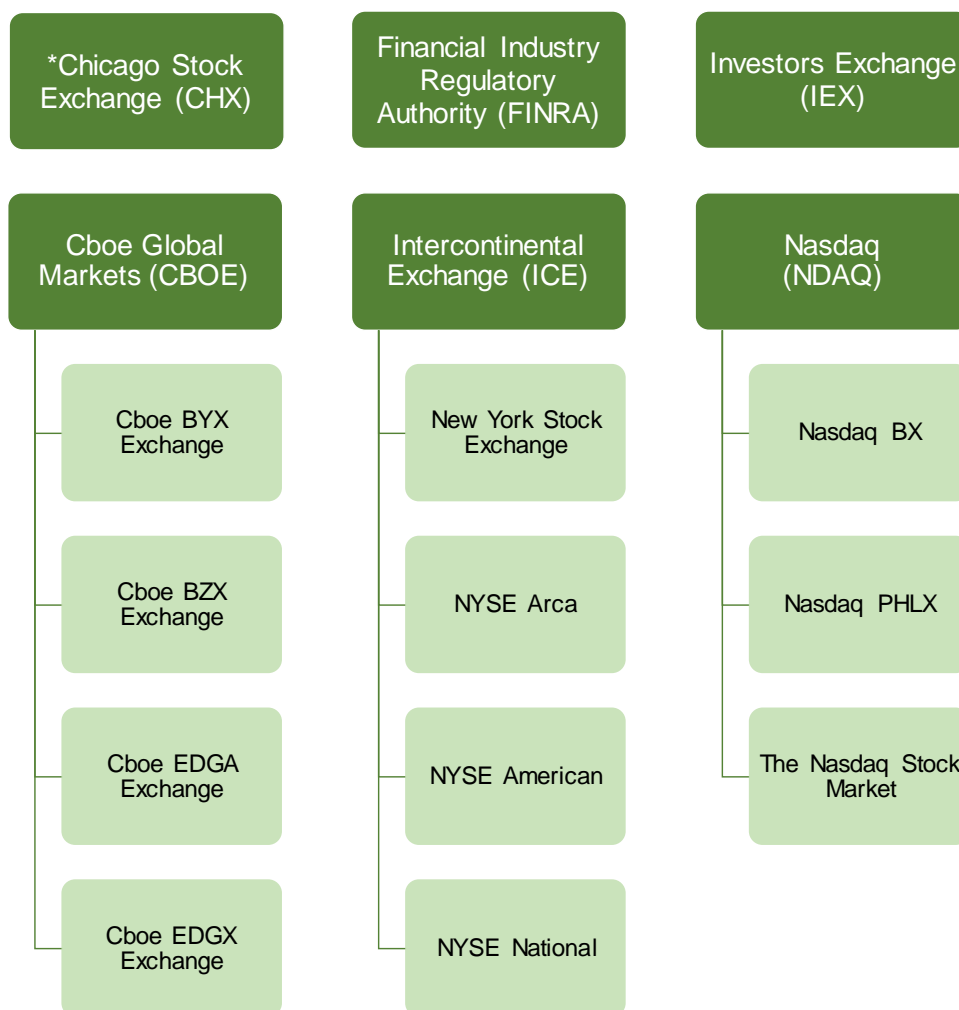 *Chicago Stock
Exchange (CHX)
Financial Industry
Regulatory
Authority (FINRA)
Investors Exchange
(IEX)
Cboe Global
Markets (CBOE)
Intercontinental
Exchange (ICE)
Nasdaq
(NDAQ)
Cboe BYX
Exchange
New York Stock
Exchange
Nasdaq BX
Cboe BZX
Exchange
NYSE Arca
Nasdaq PHLX
Cboe EDGA
Exchange
NYSE American
The Nasdaq Stock
Market
Cboe EDGX
Exchange
NYSE National